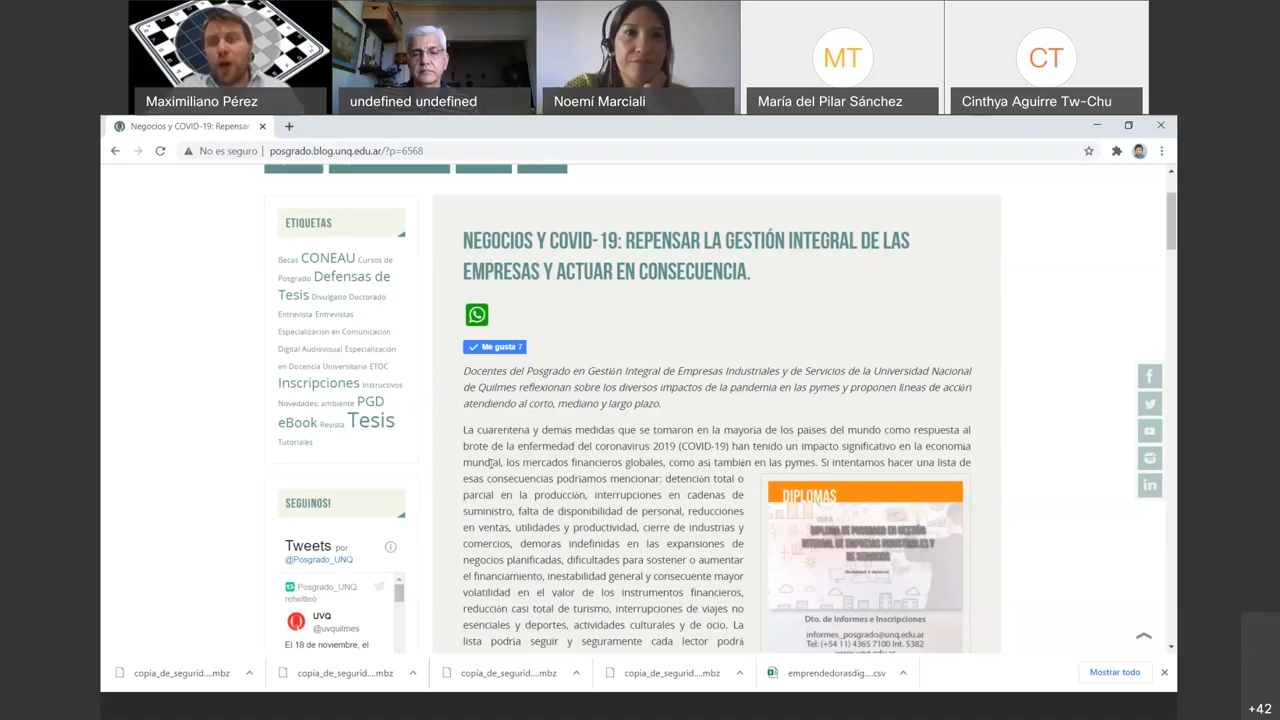 Maximiliano Pérez
undefined undefined
Noemí Marciali
MT
María del Pilar Sánchez
CT
Cinthya Aguirre Tw-Chu
Negocios y COVID-19: Repensar
No es seguro
posgrado.blog.unq.edu.ar/?p=6568
ETIQUETAS
Becas CONEAU Cursos de
Posgrado Defensas de
Tesis Divulgatio Doctorado
Entrevista Entrevistas
Especialización en Comunicación
Digital Audiovisual Especialización
en Docencia Universitaria ETOC
Inscripciones Instructivos
Novedades; ambiente PGD
eBook Revista Tesis
Tutoriales
SEGUINOS!
Tweets por
@Posgrado_UNQ
Posgrado_UNQ
retwitteó
UVQ
@uvquilmes
El 18 de noviembre, el
NEGOCIOS Y COVID-19: REPENSAR LA GESTIÓN INTEGRAL DE LAS
EMPRESAS Y ACTUAR EN CONSECUENCIA.
Me gusta 7
Docentes del Posgrado en Gestión Integral de Empresas Industriales y de Servicios de la Universidad Nacional
de Quilmes reflexionan sobre los diversos impactos de la pandemia en las pymes y proponen líneas de acción
atendiendo al corto, mediano y largo plazo.
La cuarentena y demás medidas que se tomaron en la mayoría de los países del mundo como respuesta al
brote de la enfermedad del coronavirus 2019 (COVID-19) han tenido un impacto significativo en la economía
mundial, los mercados financieros globales, como así también en las pymes. Si intentamos hacer una lista de
esas consecuencias podríamos mencionar: detención total o
parcial en la producción, interrupciones en cadenas de
suministro, falta de disponibilidad de personal, reducciones
en ventas, utilidades y productividad, cierre de industrias y
comercios, demoras indefinidas en las expansiones de
negocios planificadas, dificultades para sostener o aumentar
el financiamiento, inestabilidad general y consecuente mayor
volatilidad en el valor de los instrumentos financieros,
reducción casi total de turismo, interrupciones de viajes no
esenciales y deportes, actividades culturales y de ocio. La
lista podría seguir y seguramente cada lector podrá
DIPLOMAS
DIPLOMA DE POSGRADO EN GESTIÓN
INTEGRAL DE EMPRESAS INDUSTRIALES Y
DE SERVICIOS
Dto. de Informes e Inscripciones
informes_posgrado@unq.edu.ar
Tel:(+54 11) 4365 7100 Int. 5382
www.unq.edu.ar
copia_de_segurid....mbz
copia_de_segurid....mbz
copia_de_segurid....mbz
copia_de_segurid....mbz
emprendedorasdig....csv
Mostrar todo
+42